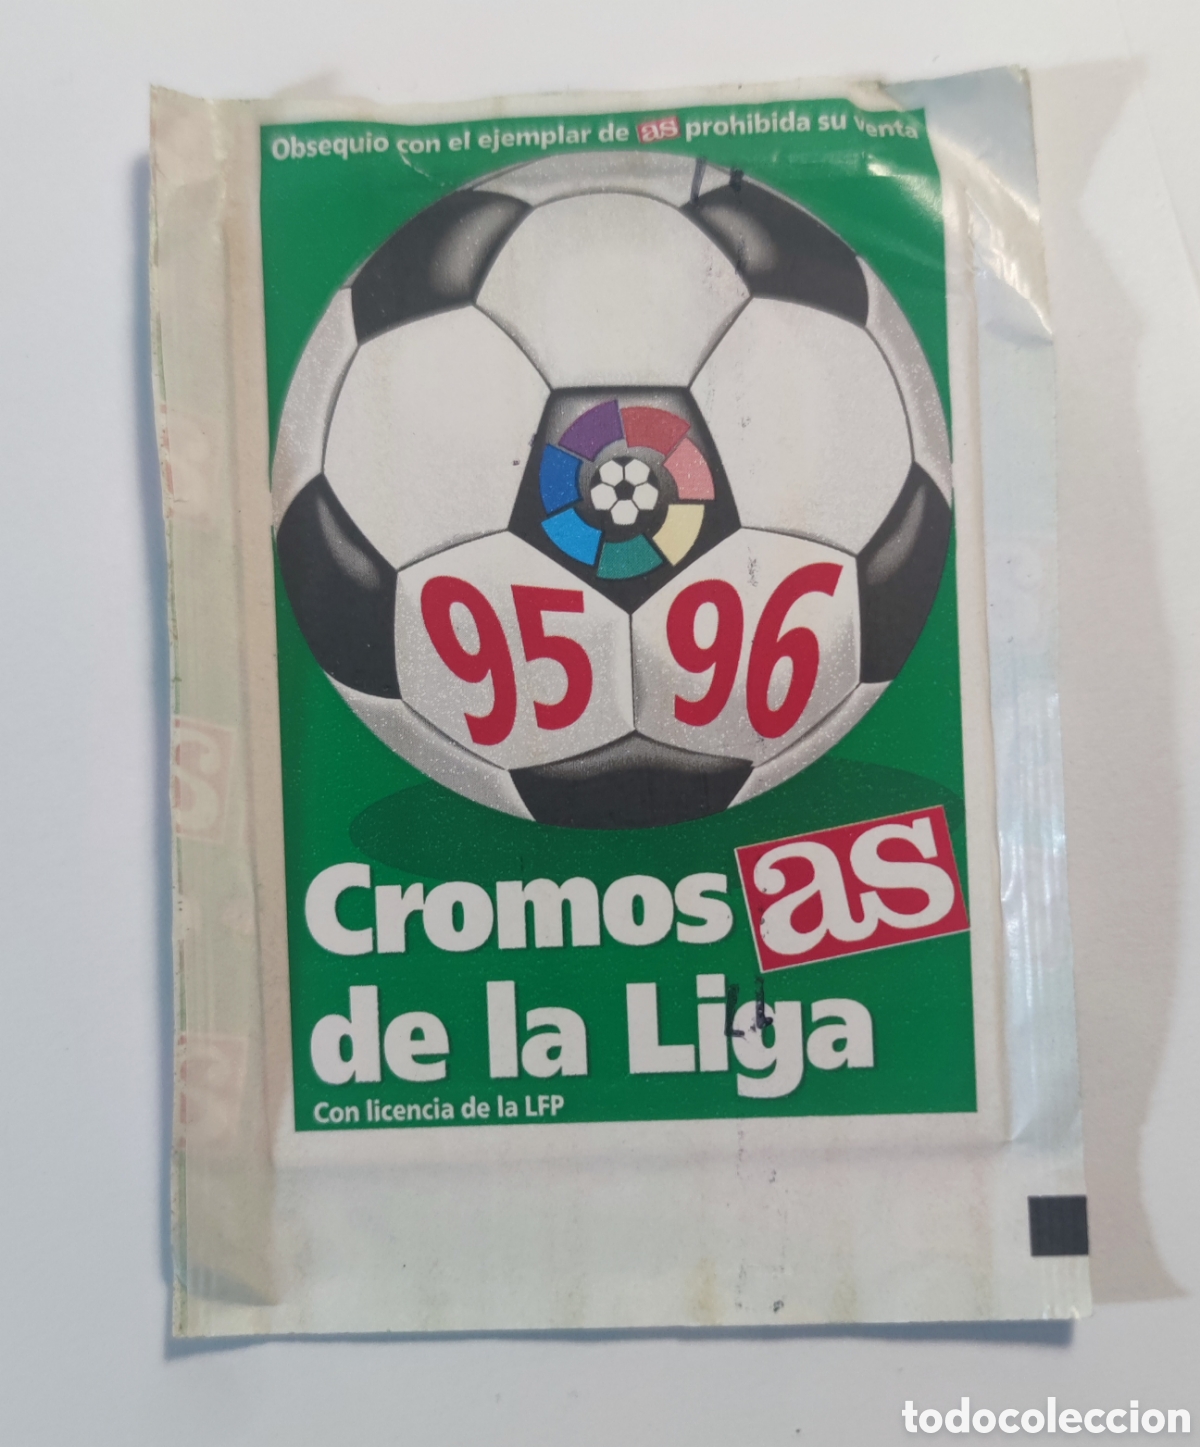 Obsequio con el ejemplar de as prohibida su venta
95 96
Cromos as
de la Liga
Con licencia de la LFP
todocoleccion